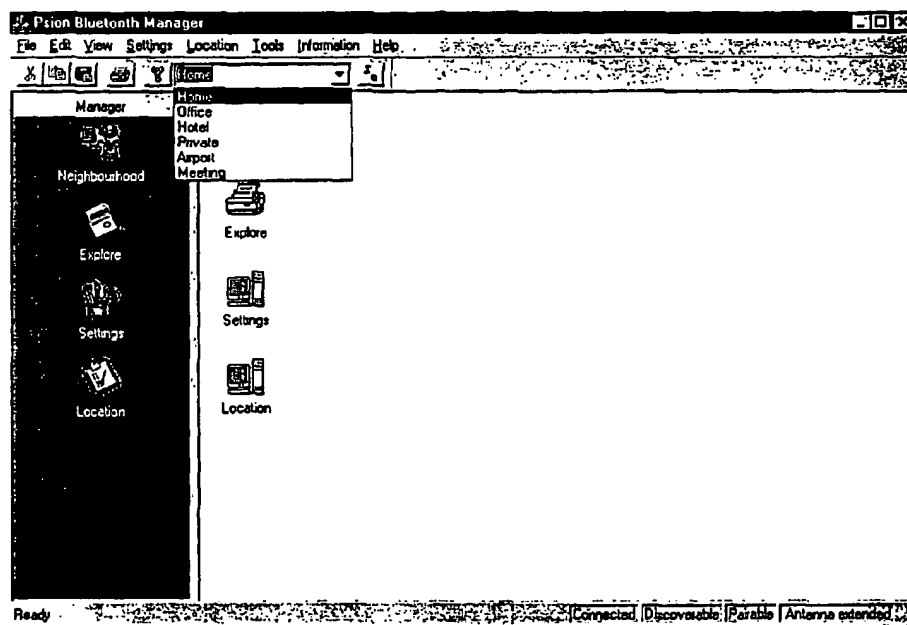 Psion Bluetooth Manager
File Edit View Settings Location Tools Information Help
Home
Manager
Home
Office
Hotel
Private
Airport
Meeting
Neighbourhood
Explore
Explore
Settings
Settings
Location
Location
Ready
Connected Discoverable Pairable Antenna extended